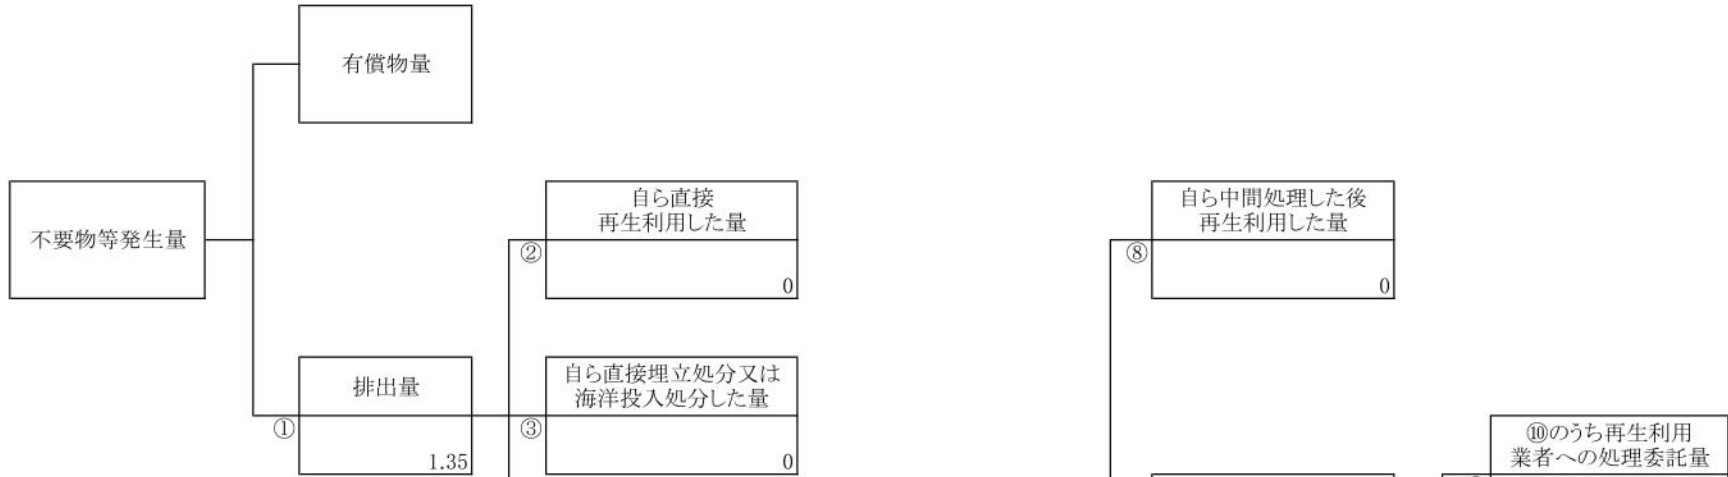 有償物量
不要物等発生量
自ら直接
再生利用した量
②
0
自ら中間処理した後
再生利用した量
⑧
0
排出量
①
1.35
自ら直接埋立処分又は
海洋投入処分した量
③
0
⑩のうち再生利用
業者への処理委託量